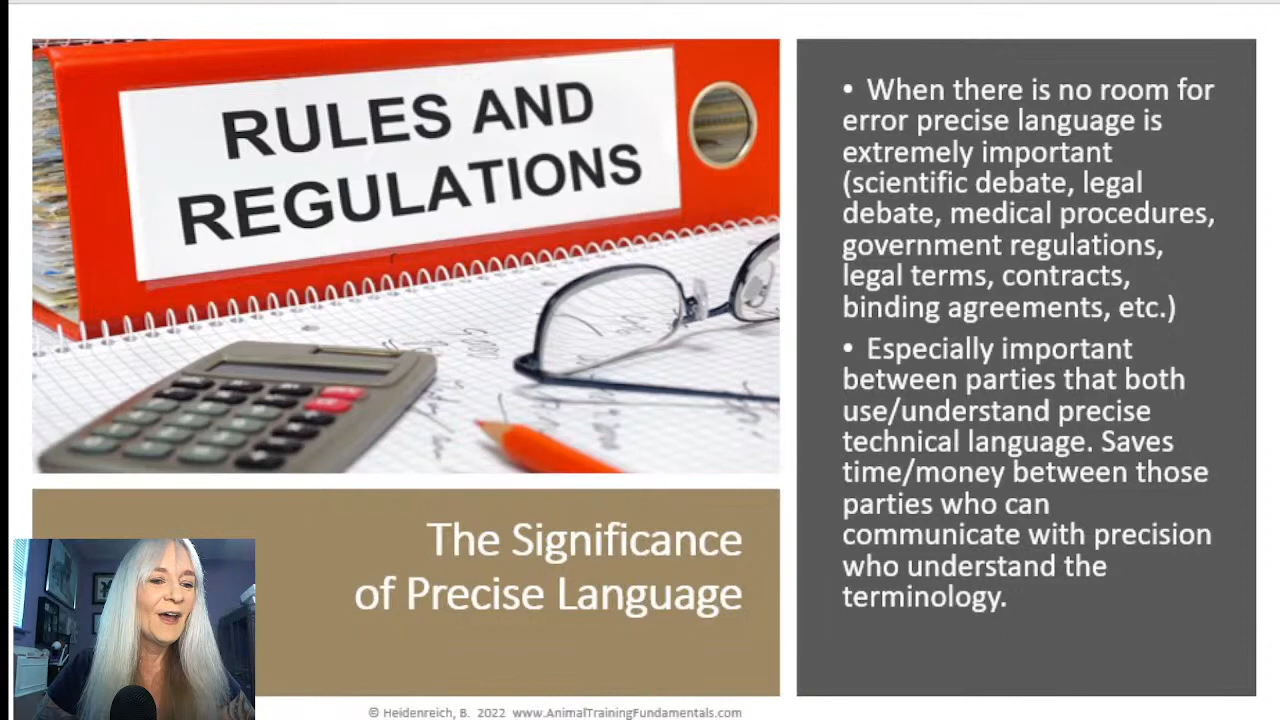 RULES AND
REGULATIONS
• When there is no room for
error precise language is
extremely important
(scientific debate, legal
debate, medical procedures,
government regulations,
legal terms, contracts,
binding agreements, etc.)
• Especially important
between parties that both
use/understand precise
technical language. Saves
time/money between those
parties who can
communicate with precision
who understand the
terminology.
The Significance
of Precise Language
© Heidenreich, B. 2022 www.AnimalTrainingFundamentals.com